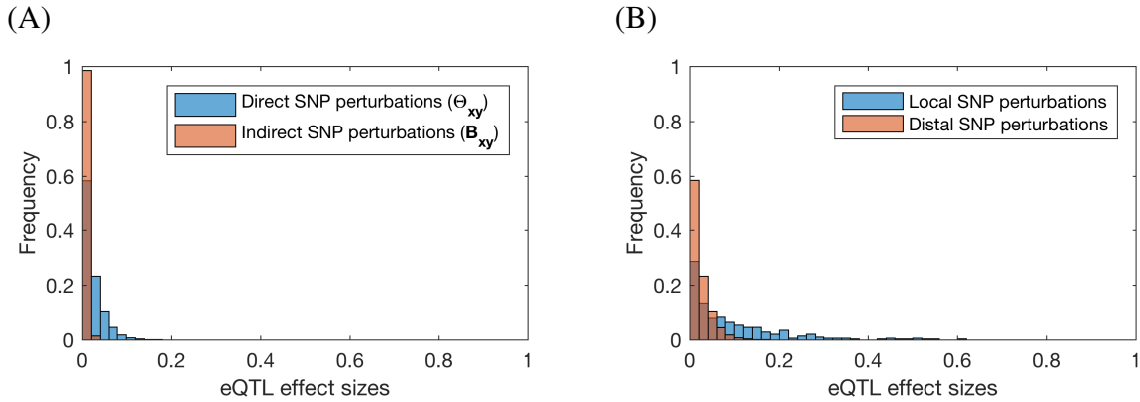 (A)
Frequency
1
0.8
0.6
0.4
0.2
0
Direct SNP perturbations (Θxy)
Indirect SNP perturbations (Bxy)
0 0.2 0.4 0.6 0.8 1
eQTL effect sizes
(B)
Frequency
1
0.8
0.6
0.4
0.2
0
Local SNP perturbations
Distal SNP perturbations
0 0.2 0.4 0.6 0.8 1
eQTL effect sizes